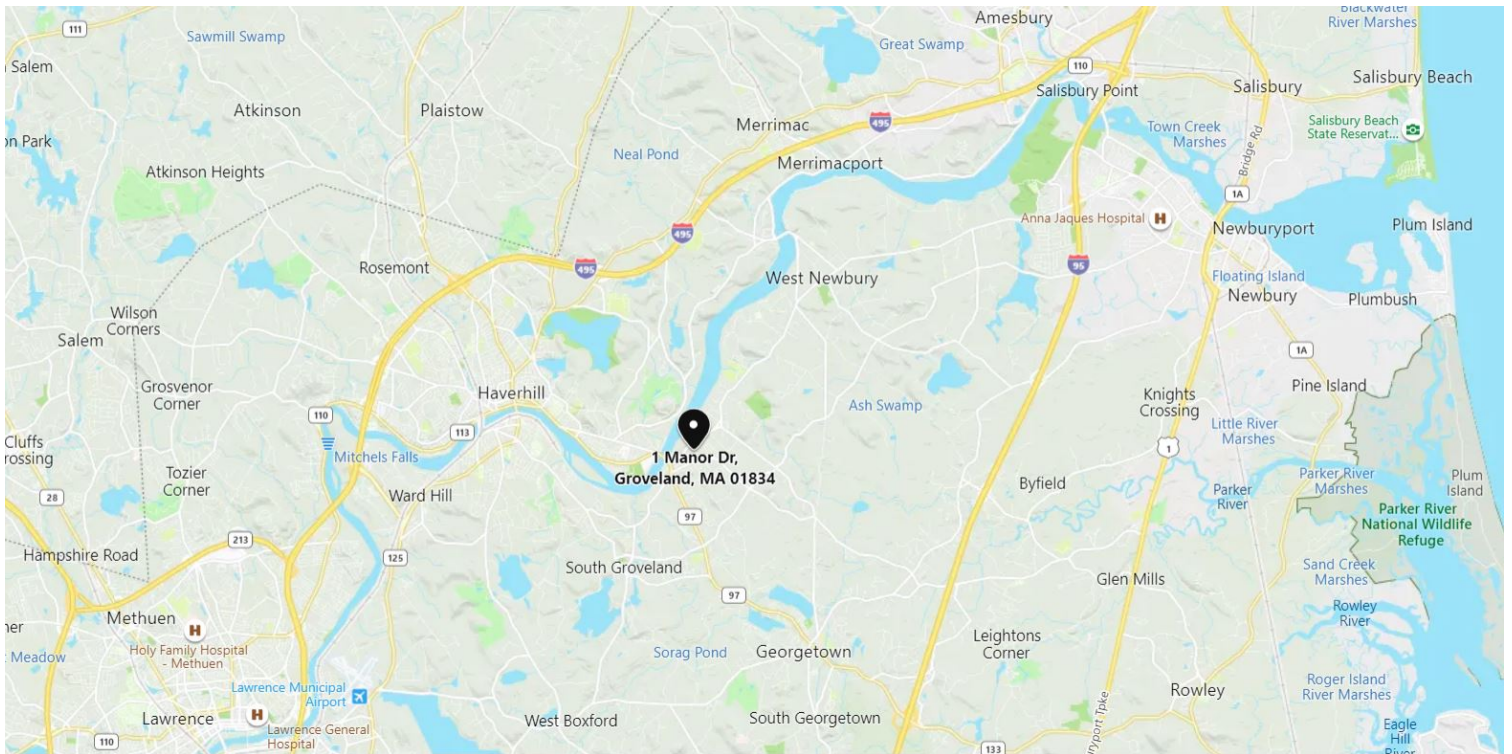 Blackwater
River Marshes
111
Sawmill Swamp
Amesbury
Great Swamp
Salem
110
Salisbury Point
Salisbury
Salisbury Beach
Atkinson
Plaistow
Merrimac
495
Town Creek
Marshes
Bridge Rd
Salisbury Beach
State Reservat...
on Park
Neal Pond
Merrimacport
Atkinson Heights
1A
Anna Jaques Hospital
H
Newburyport
Plum Island
495
Rosemont
495
West Newbury
95
Floating Island
Newbury
Plumbush
Wilson
Corners
Salem
1A
Grosvenor
Corner
Haverhill
Knights
Crossing
Pine Island
Ash Swamp
110
113
Little River
Marshes
Cluffs
rossing
Mitchels Falls
1 Manor Dr,
Groveland, MA 01834
1
Tozier
Corner
Ward Hill
Byfield
Parker
River
Parker River
Marshes
Plum
Island
28
97
Parker River
National Wildlife
Refuge
213
Hampshire Road
125
South Groveland
Glen Mills
Sand Creek
Marshes
97
Methuen
H
Holy Family Hospital
- Methuen
Rowley
River
ner
t Meadow
Sorag Pond
Georgetown
Leightons
Corner
Lawrence Municipal
Airport
Rowley
Roger Island
River Marshes
Lawrence
H
Lawrence General
Hospital
West Boxford
South Georgetown
uryport Tpke
110
133
Eagle
Hill
River